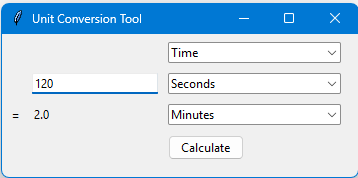 Unit Conversion Tool
Time
120 Seconds
= 2.0 Minutes
Calculate